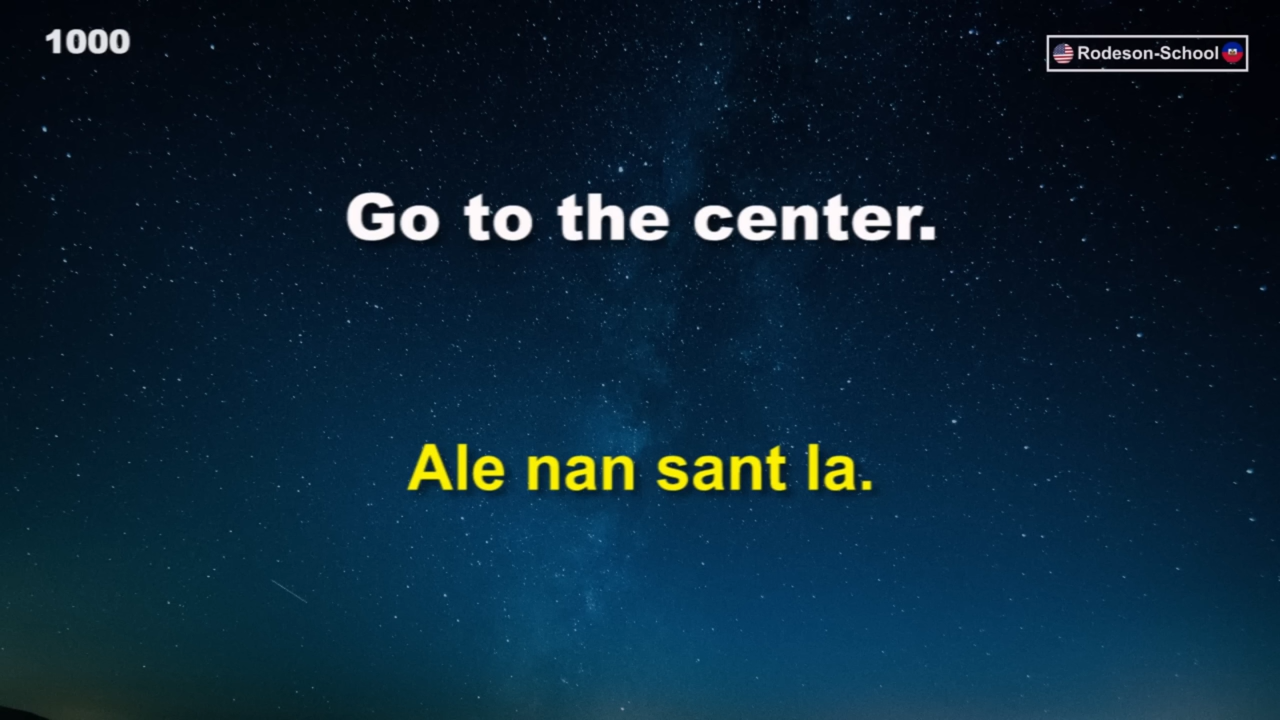 1000
Rodeson-School
Go to the center.
Ale nan sant la.